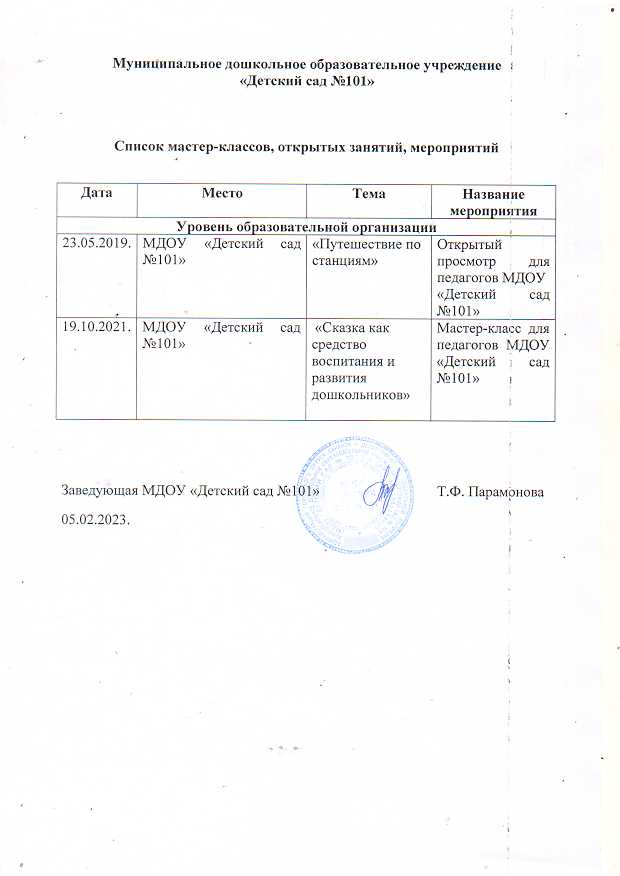 Муниципальное дошкольное образовательное учреждение
«Детский сад №101»
Список мастер-классов, открытых занятий, мероприятий
Дата
Место
Тема
Название
мероприятия
Уровень образовательной организации
23.05.2019.
МДОУ «Детский сад
№101»
«Путешествие по
станциям»
Открытый
просмотр для
педагогов МДОУ
«Детский сад
№101»
19.10.2021.
МДОУ «Детский сад
№101»
«Сказка как
средство
воспитания и
развития
дошкольников»
Мастер-класс для
педагогов МДОУ
«Детский сад
№101»
Заведующая МДОУ «Детский сад №101» Т.Ф. Парамонова
05.02.2023.